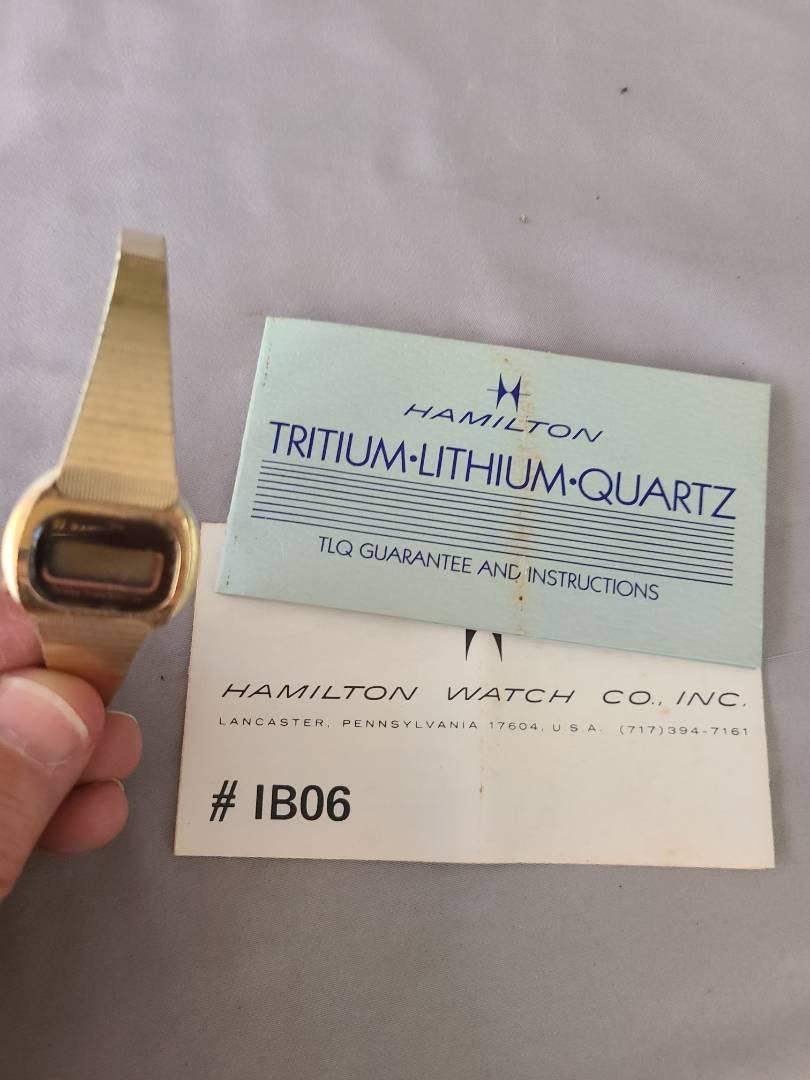 HAMILTON
TRITIUM•LITHIUM•QUARTZ
TLQ GUARANTEE AND INSTRUCTIONS
HAMILTON WATCH CO., INC.
LANCASTER, PENNSYLVANIA 17604, U.S.A. (717)394-7161
# IB06